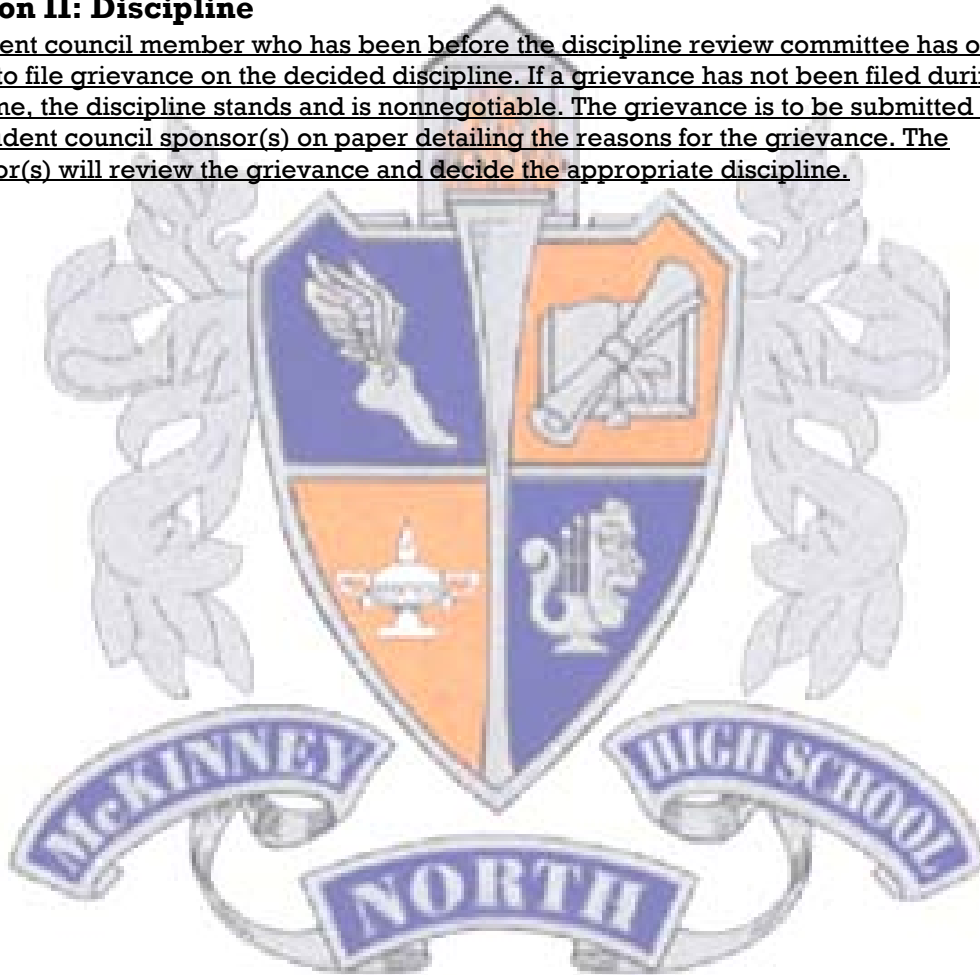 on II: Discipline
ent council member who has been before the discipline review committee has o
to file grievance on the decided discipline. If a grievance has not been filed duri
me, the discipline stands and is nonnegotiable. The grievance is to be submitted
udent council sponsor(s) on paper detailing the reasons for the grievance. The
or(s) will review the grievance and decide the appropriate discipline.
McKINNEY
HIGH SCHOOL
NORTH